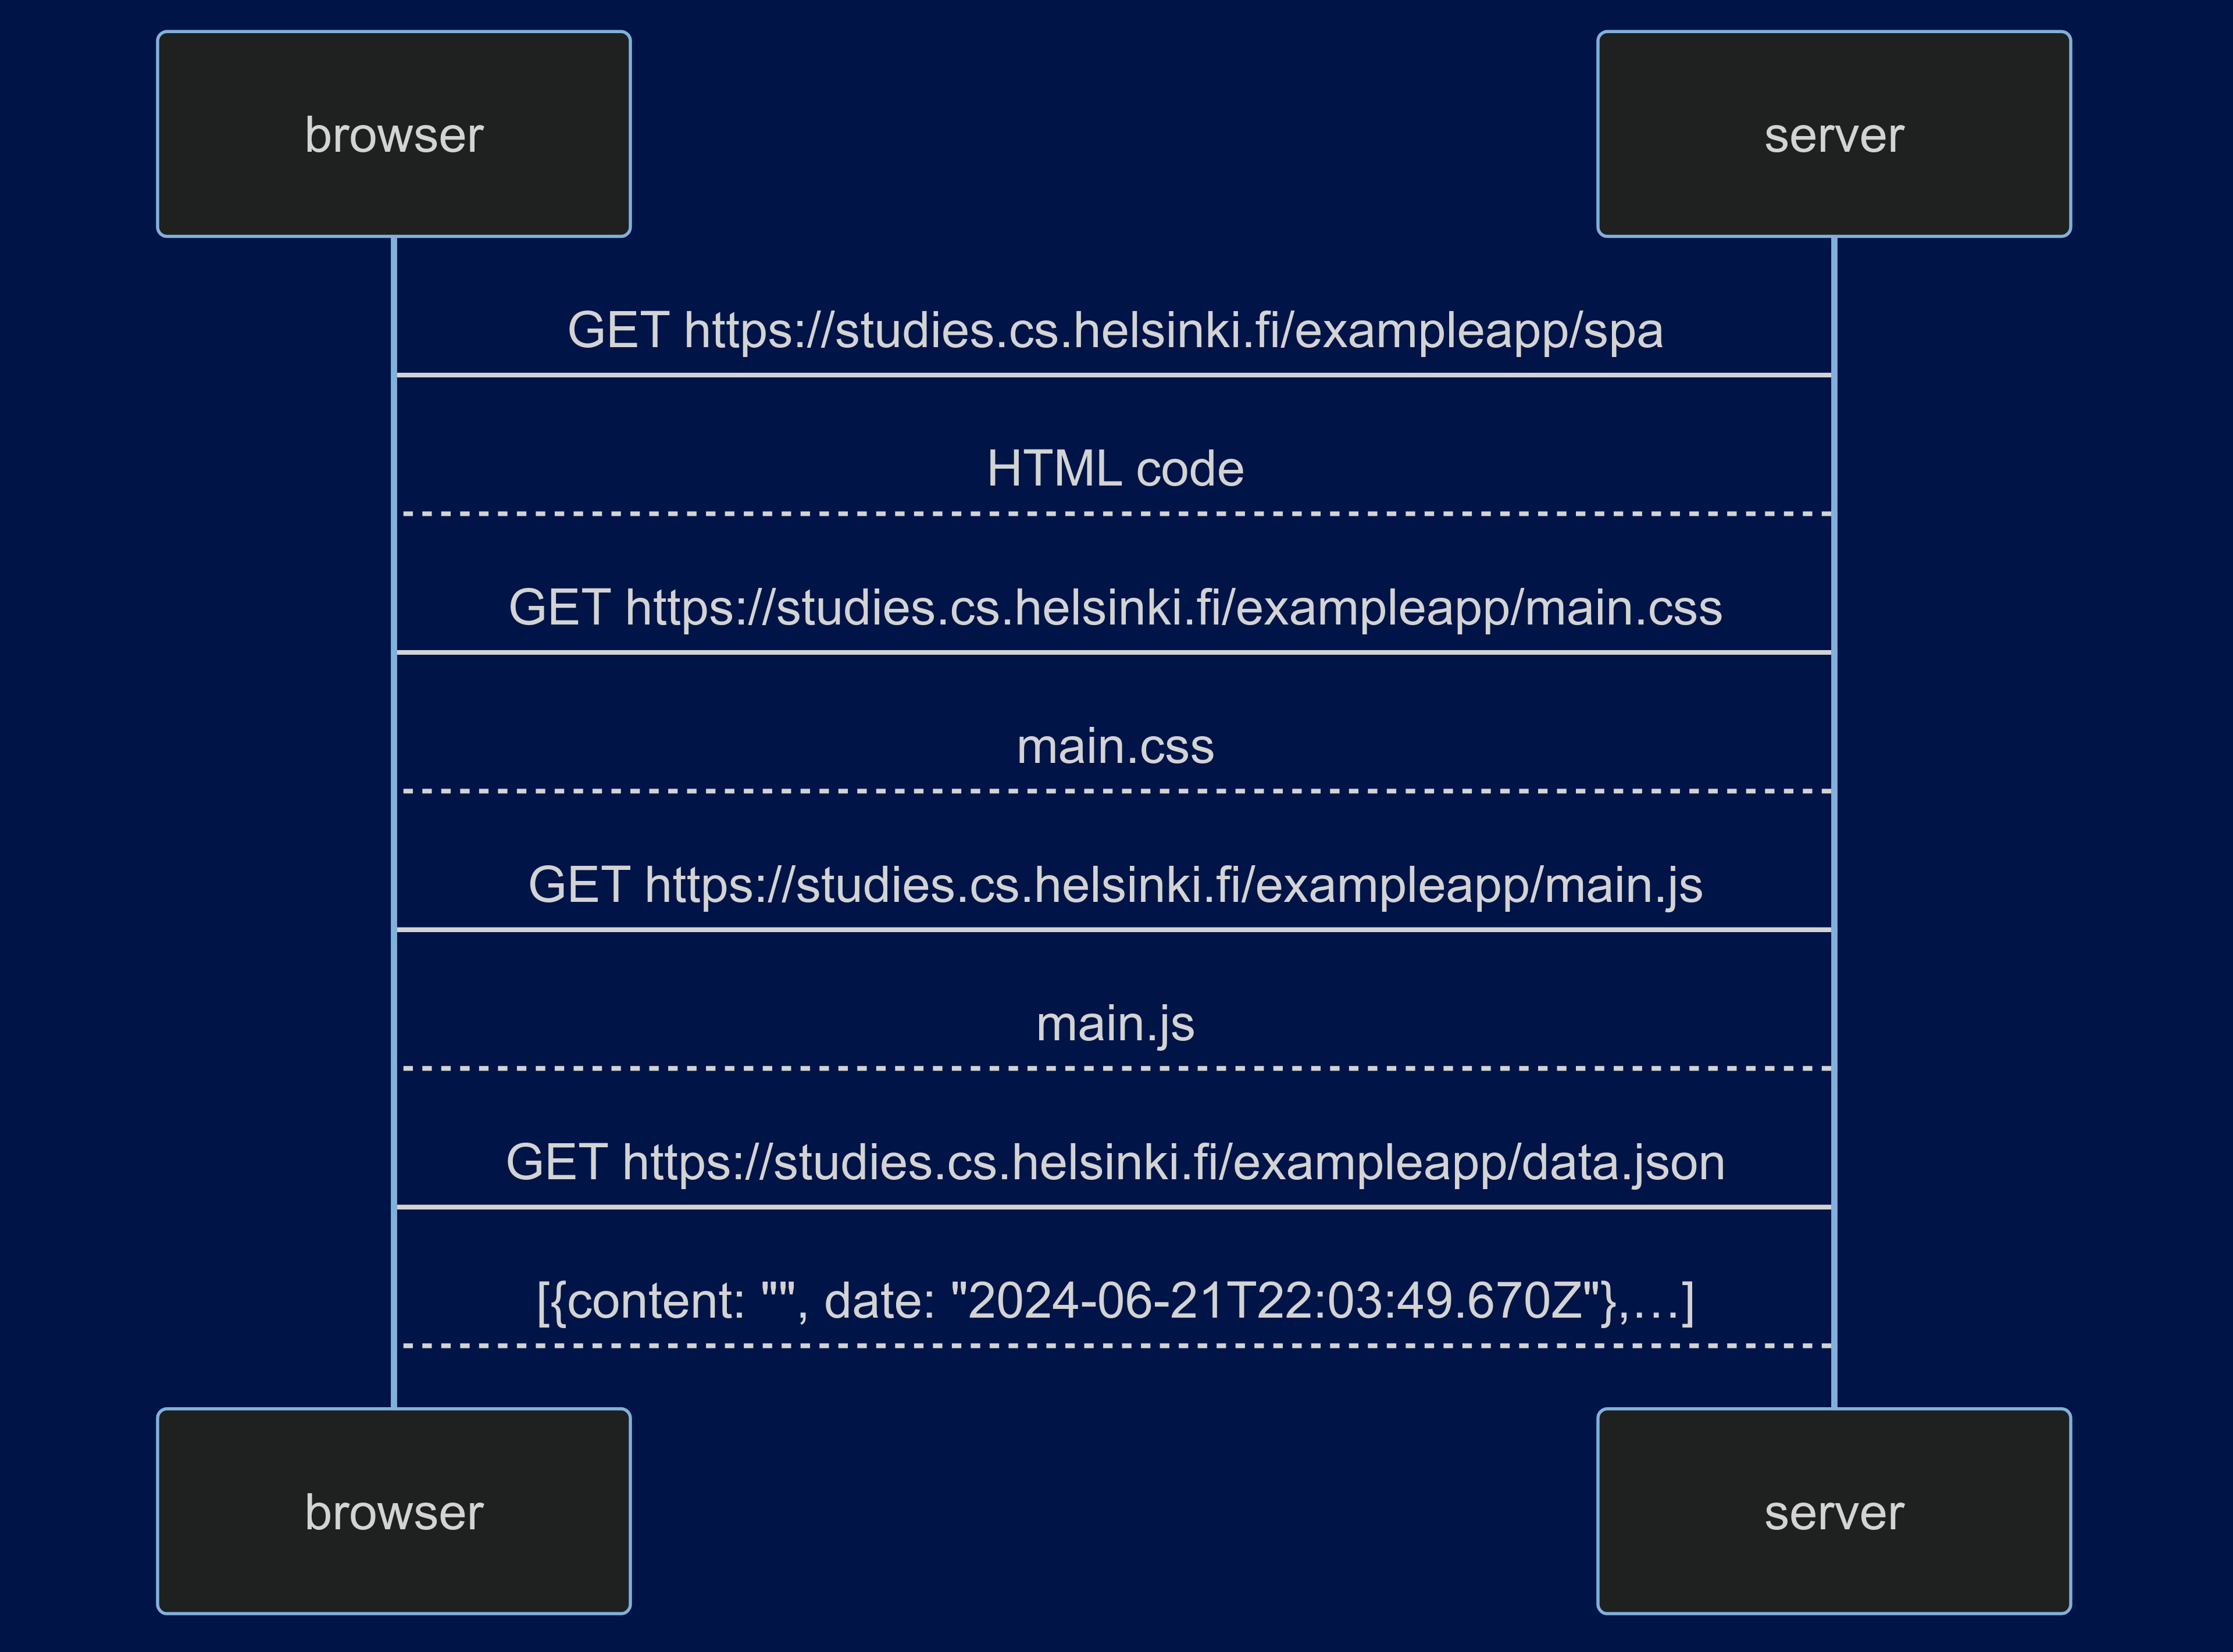 browser
server
GET https://studies.cs.helsinki.fi/exampleapp/spa
HTML code
GET https://studies.cs.helsinki.fi/exampleapp/main.css
main.css
GET https://studies.cs.helsinki.fi/exampleapp/main.js
main.js
GET https://studies.cs.helsinki.fi/exampleapp/data.json
[{content: "", date: "2024-06-21T22:03:49.670Z"},…]
browser
server